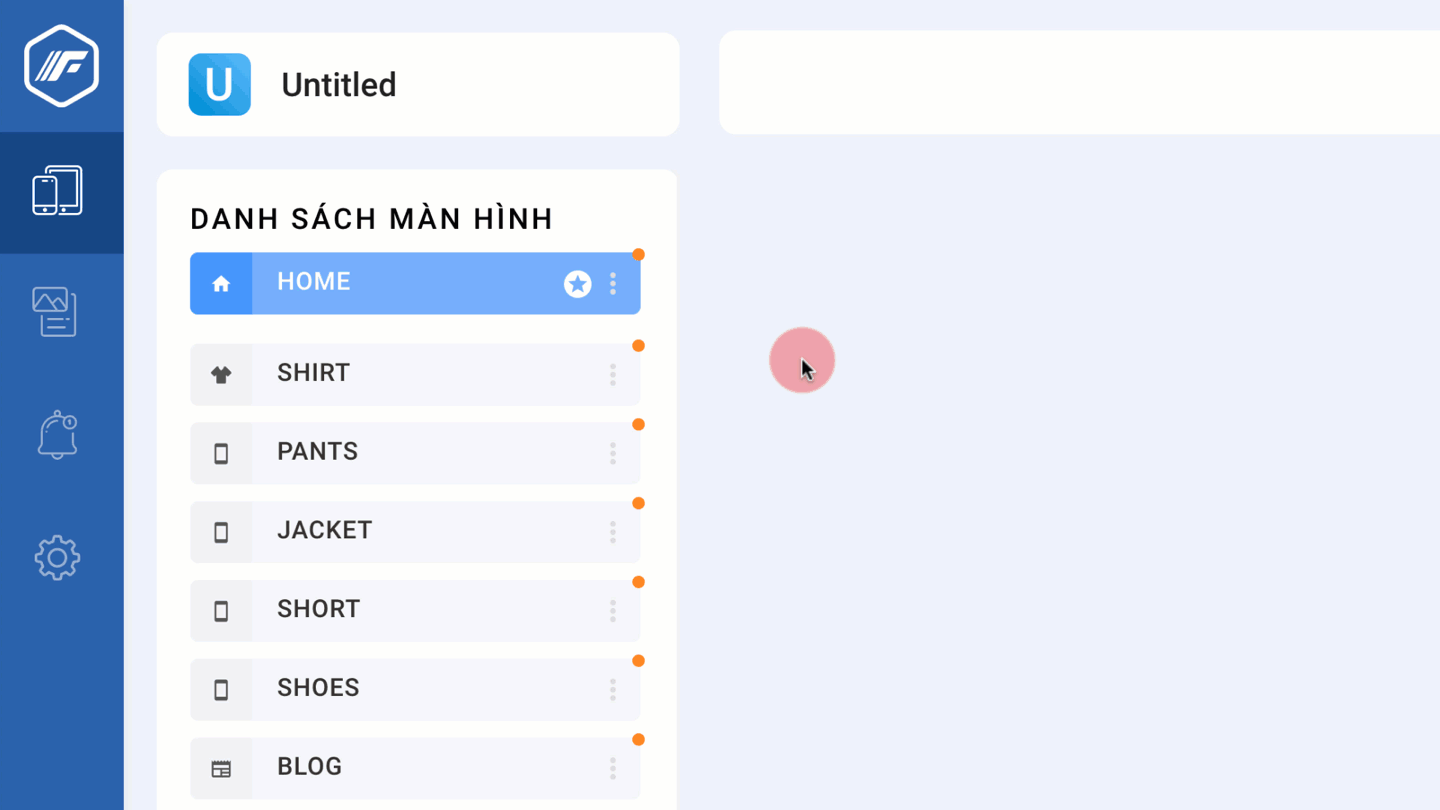 U Untitled
DANH SÁCH MÀN HÌNH
HOME
SHIRT
PANTS
JACKET
SHORT
SHOES
BLOG